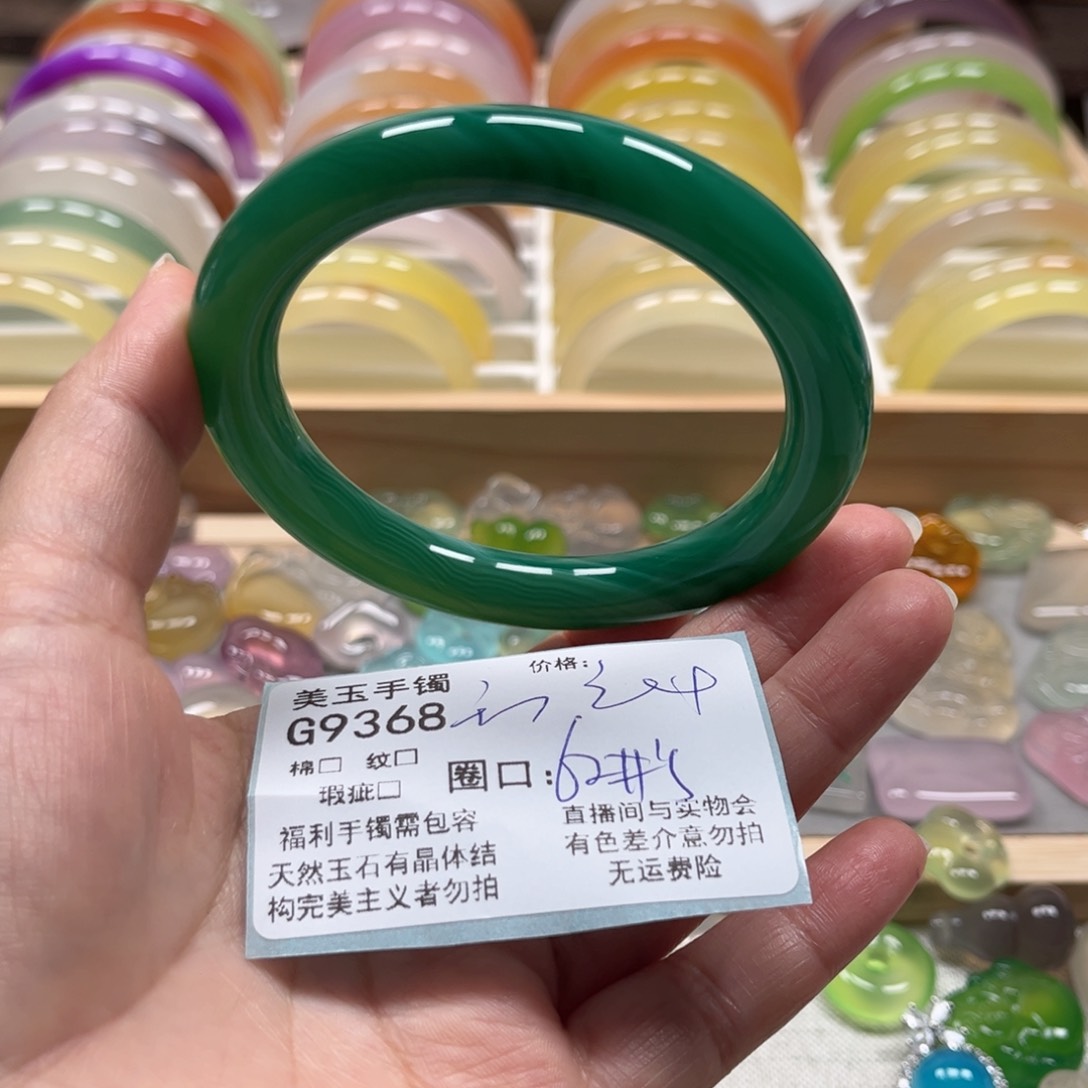 价格:
美玉手镯
G9368
棉□ 纹□
瑕疵□
圈口:62#
福利手镯需包容
天然玉石有晶体结
构完美主义者勿拍
直播间与实物会
有色差介意勿拍
无运费险